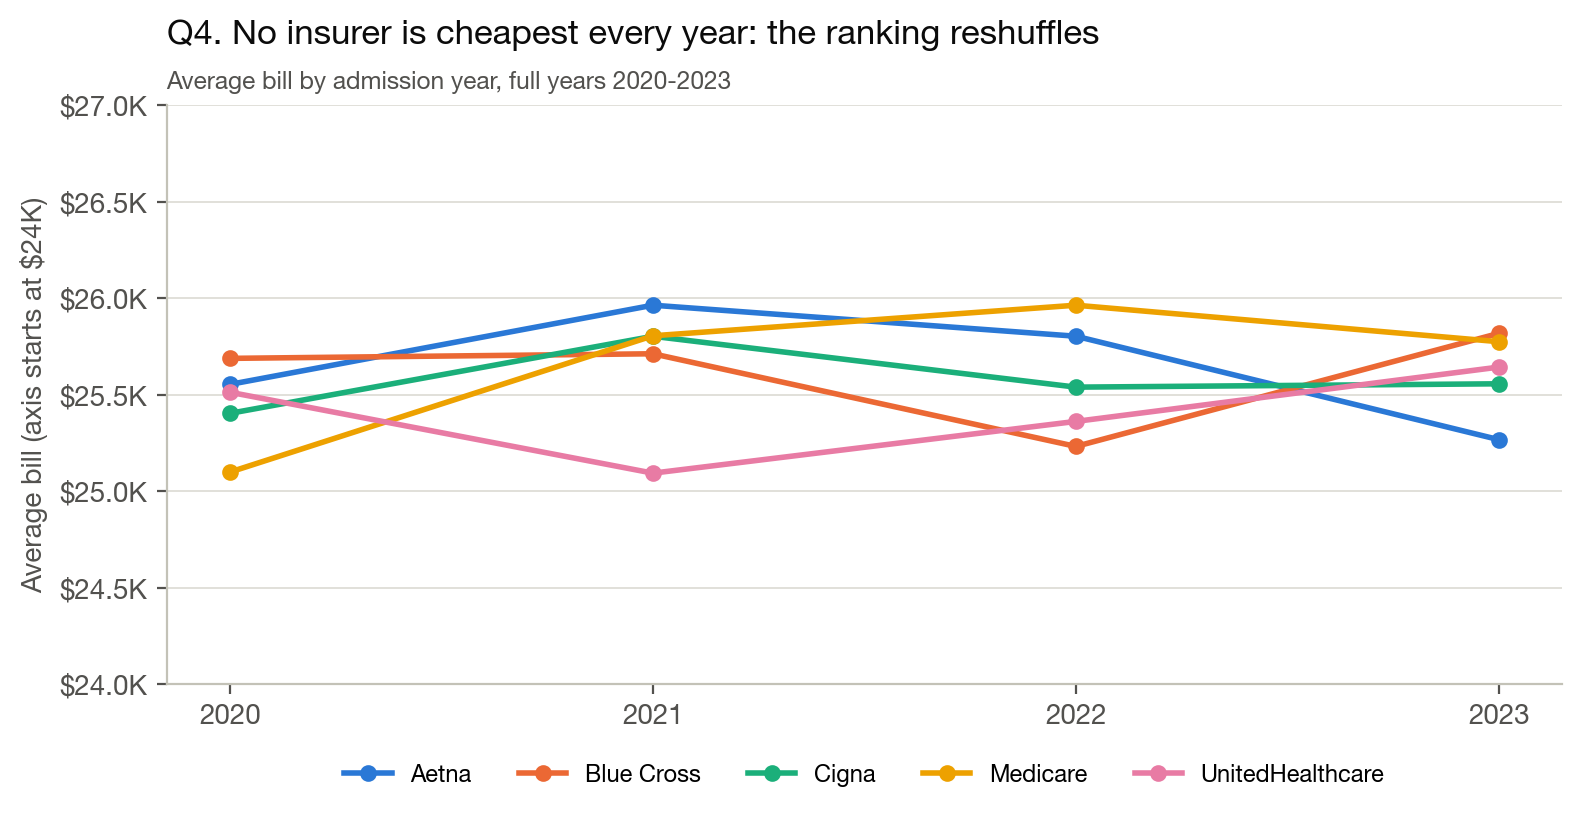 Q4. No insurer is cheapest every year: the ranking reshuffles
Average bill by admission year, full years 2020-2023
Average bill (axis starts at $24K)
$27.0K
$26.5K
$26.0K
$25.5K
$25.0K
$24.5K
$24.0K
2020 2021 2022 2023
Aetna Blue Cross Cigna Medicare UnitedHealthcare